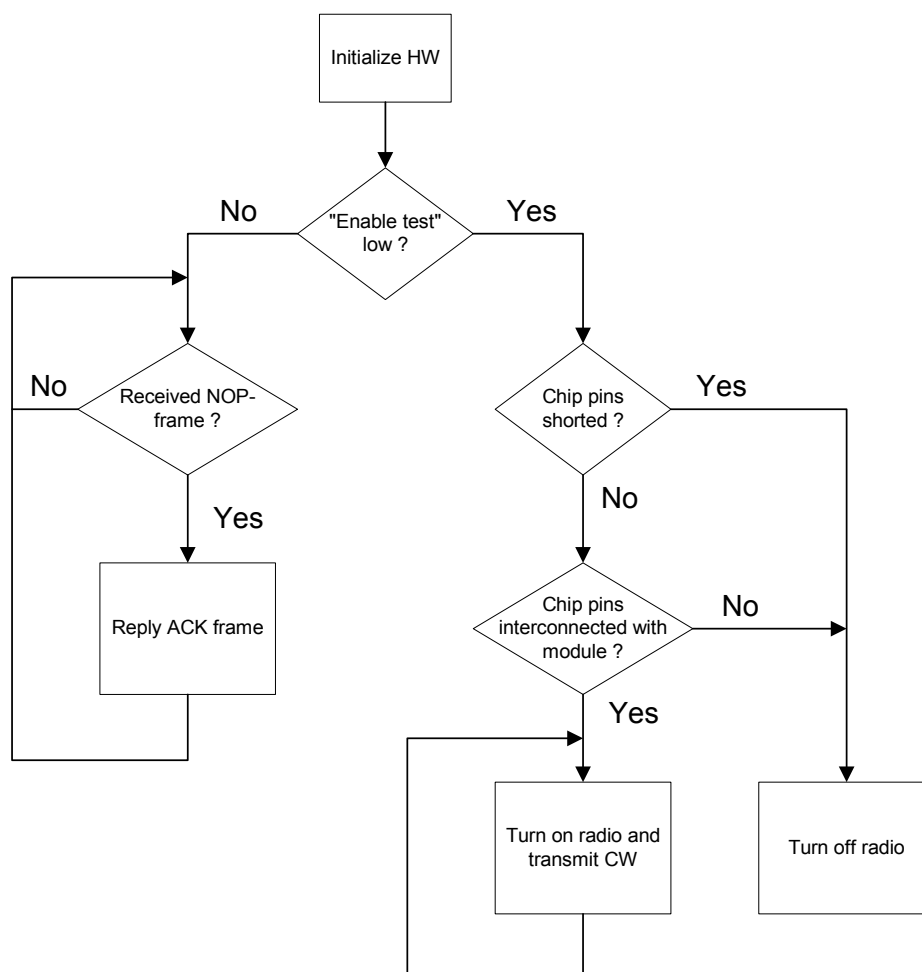 Initialize HW
No
Yes
"Enable test"
low ?
No
Received NOP-
frame ?
Chip pins
shorted ?
Yes
Yes
No
Reply ACK frame
Chip pins
interconnected with
module ?
No
Yes
Turn on radio and
transmit CW
Turn off radio